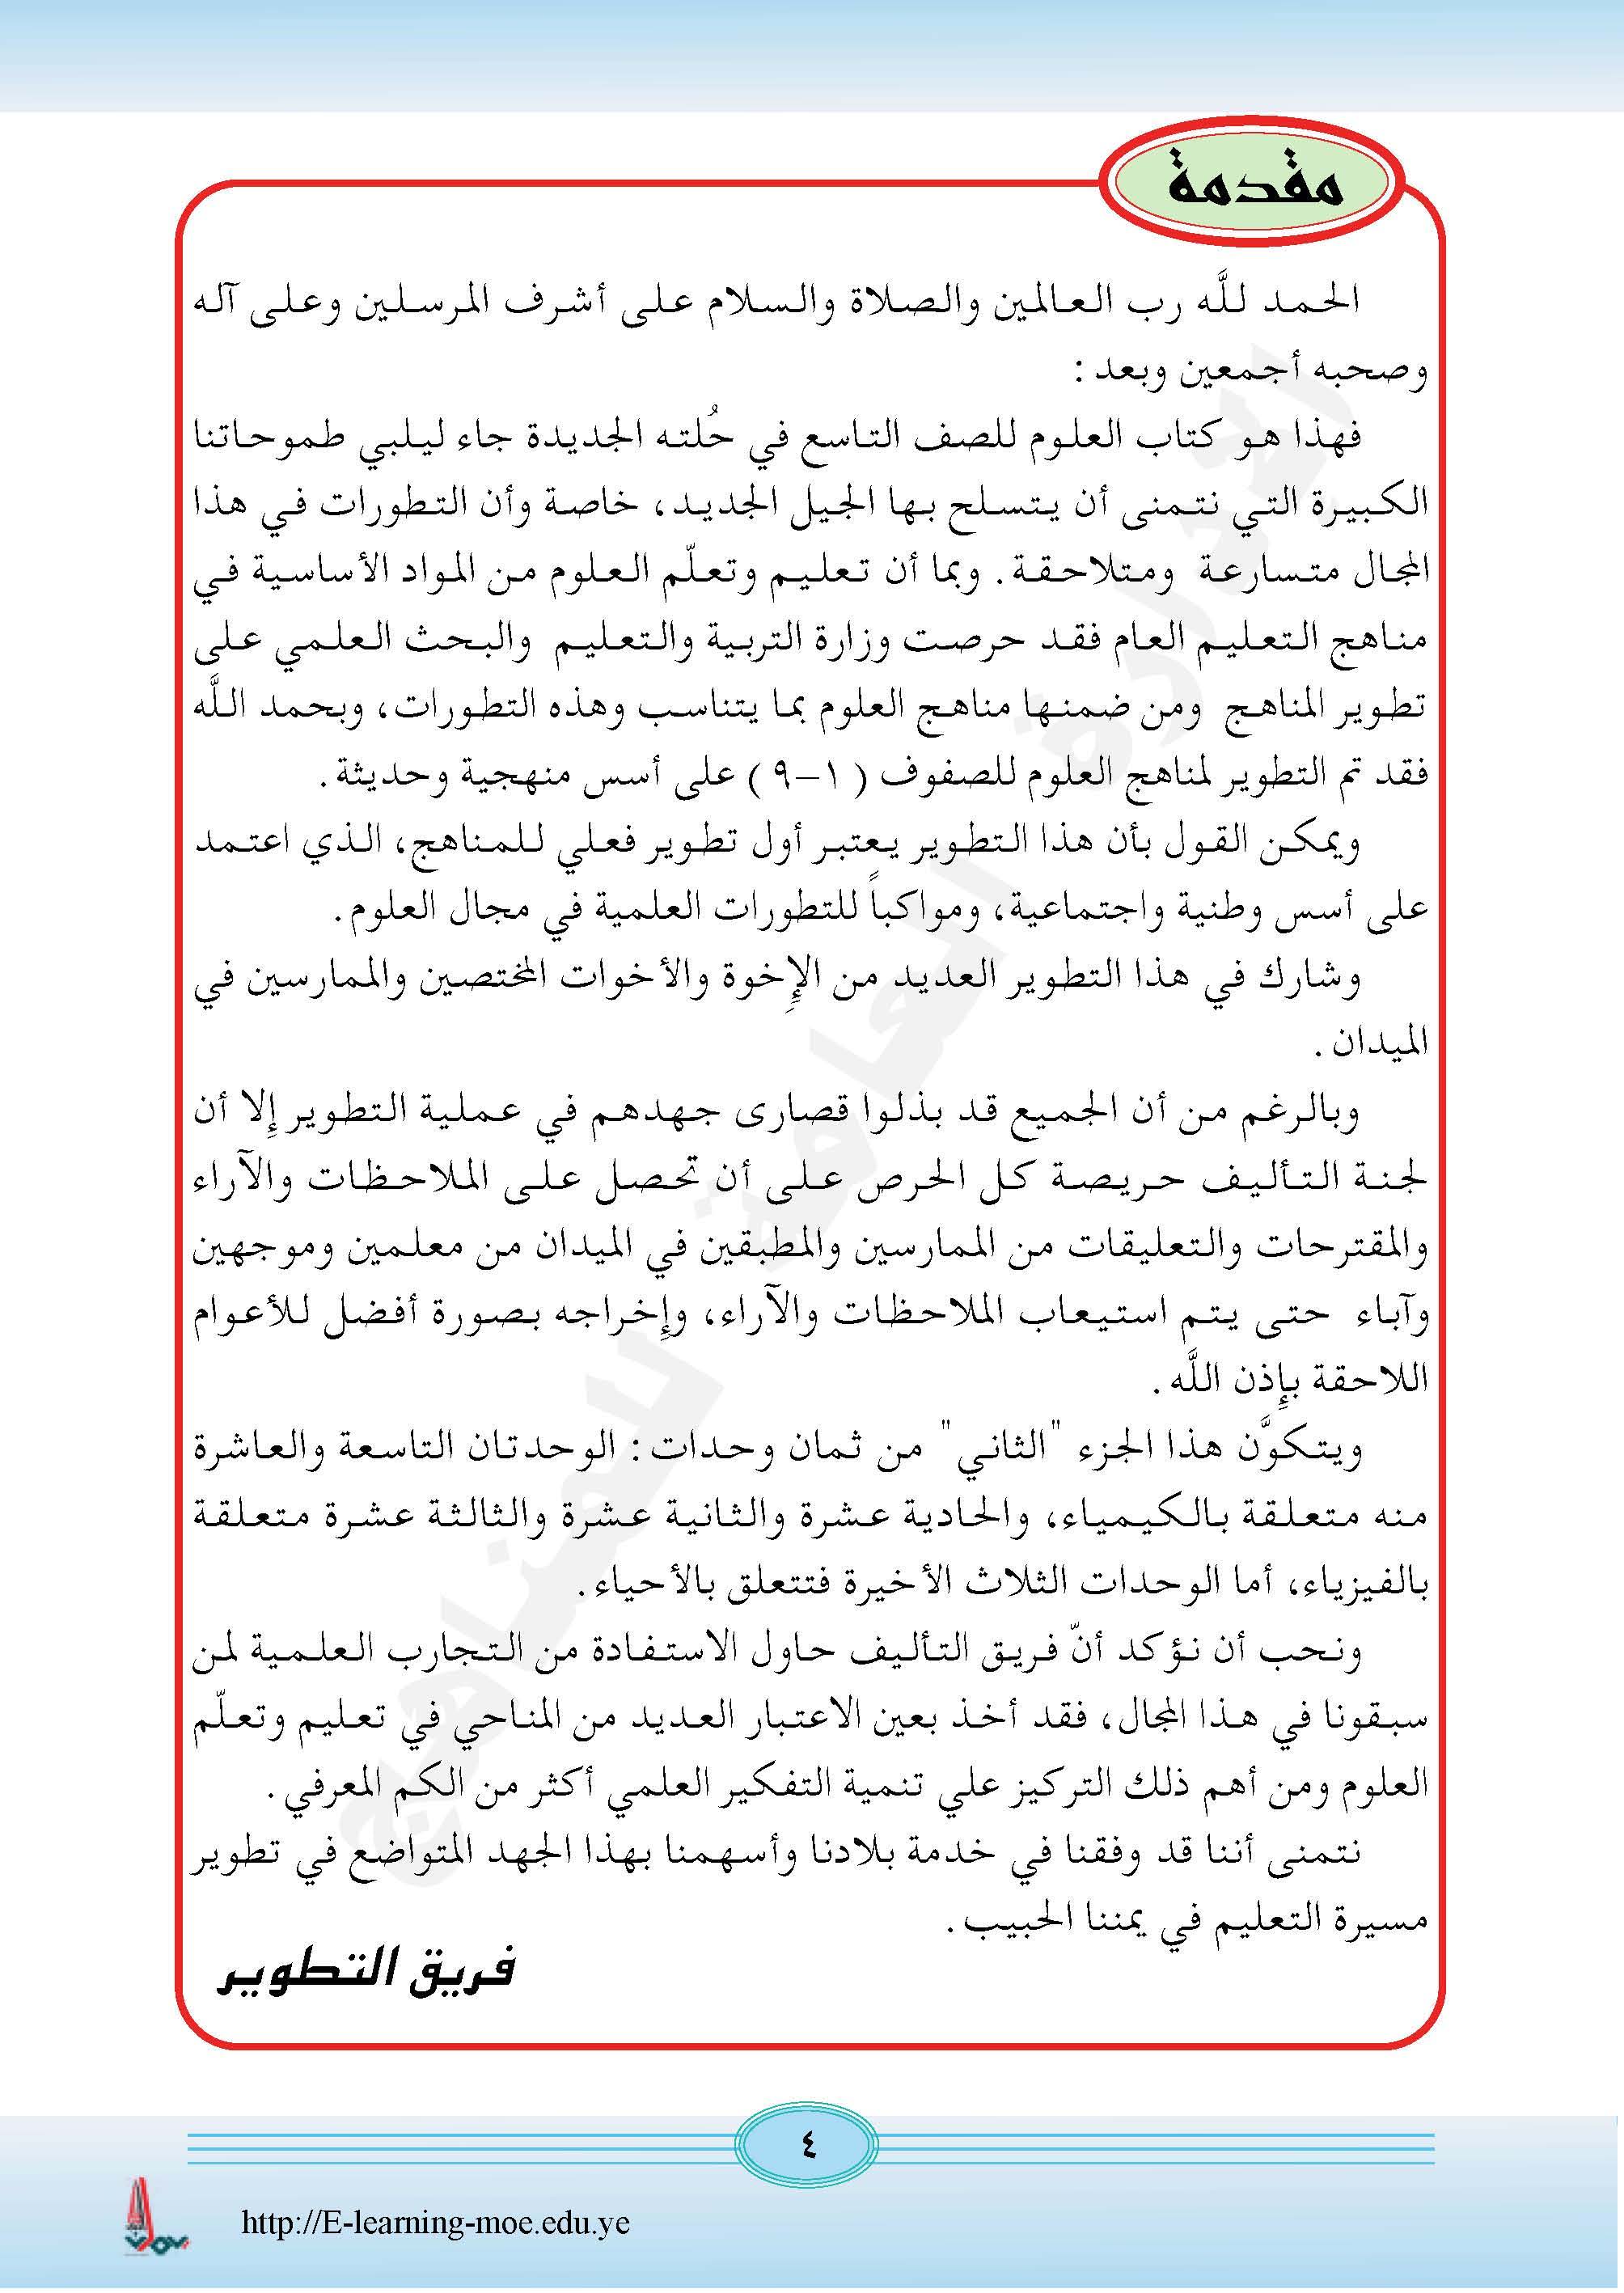 مقدمة
الحمد للَّه رب العالمين والصلاة والسلام على أشرف المرسلين وعلى آله
وصحبه أجمعين وبعد :
فهذا هو كتاب العلوم للصف التاسع في حُلته الجديدة جاء ليلبي طموحاتنا
الكبيرة التي نتمنى أن يتسلح بها الجيل الجديد، خاصة وأن التطورات في هذا
المجال متسارعة ومتلاحقة. وبما أن تعليم وتعلّم العلوم من المواد الأساسية في
مناهج التعليم العام فقد حرصت وزارة التربية والتعليم والبحث العلمي على
تطوير المناهج ومن ضمنها مناهج العلوم بما يتناسب وهذه التطورات، وبحمد اللَّه
فقد تم التطوير لمناهج العلوم للصفوف (١-٩) على أسس منهجية وحديثة.
ويمكن القول بأن هذا التطوير يعتبر أول تطوير فعلي للمناهج، الذي اعتمد
على أسس وطنية واجتماعية، ومواكباً للتطورات العلمية في مجال العلوم.
وشارك في هذا التطوير العديد من الإِخوة والأخوات المختصين والممارسين في
الميدان.
وبالرغم من أن الجميع قد بذلوا قصارى جهدهم في عملية التطوير إلا أن
لجنة التأليف حريصة كل الحرص على أن تحصل على الملاحظات والآراء
والمقترحات والتعليقات من الممارسين والمطبقين في الميدان من معلمين وموجهين
وآباء حتى يتم استيعاب الملاحظات والآراء، وإخراجه بصورة أفضل للأعوام
اللاحقة بإذن اللَّه.
ويتكوَّن هذا الجزء "الثاني" من ثمان وحدات: الوحدتان التاسعة والعاشرة
منه متعلقة بالكيمياء، والحادية عشرة والثانية عشرة والثالثة عشرة متعلقة
بالفيزياء، أما الوحدات الثلاث الأخيرة فتتعلق بالأحياء.
ونحب أن نؤكد أنّ فريق التأليف حاول الاستفادة من التجارب العلمية لمن
سبقونا في هذا المجال، فقد أخذ بعين الاعتبار العديد من المناحي في تعليم وتعلّم
العلوم ومن أهم ذلك التركيز علي تنمية التفكير العلمي أكثر من الكم المعرفي.
نتمنى أننا قد وفقنا في خدمة بلادنا وأسهمنا بهذا الجهد المتواضع في تطوير
مسيرة التعليم في يمننا الحبيب.
فريق التطوير
الإدارة العامة للمناهج
٤
http://E-learning-moe.edu.ye